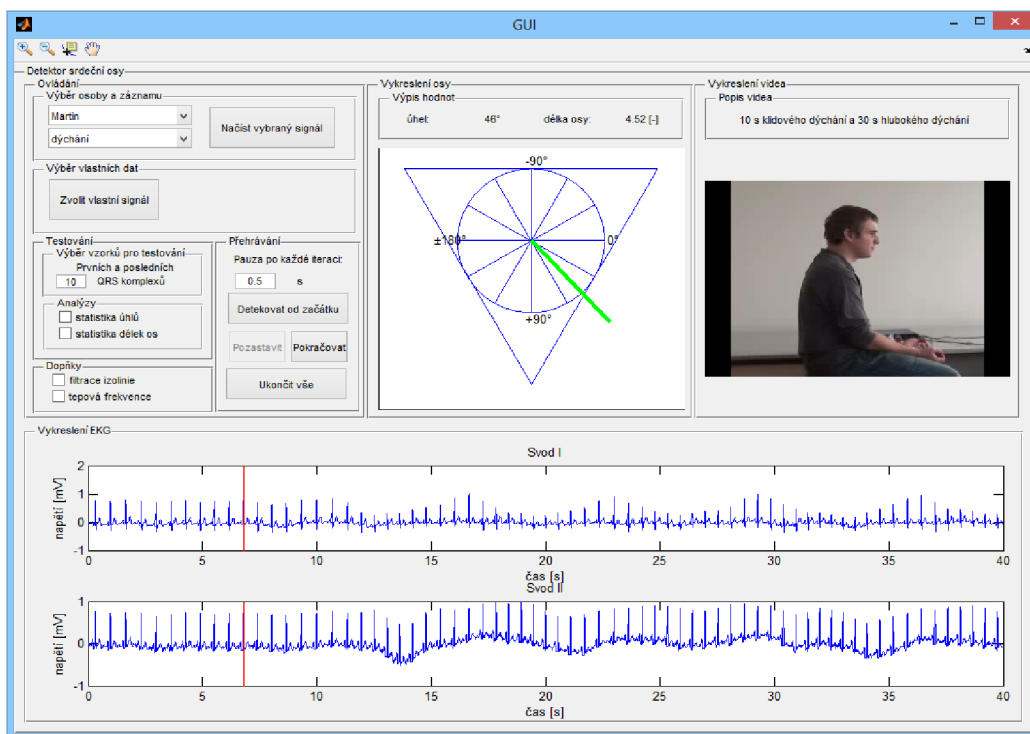 GUI
Detektor srdeční osy
Ovládání
Výběr osoby a záznamu
Martin
dýchání
Načíst vybraný signál
Výběr vlastních dat
Zvolit vlastní signál
Testování
Výběr vzorků pro testování
Prvních a posledních
10 QRS komplexů
Analýzy
statistika úhlů
statistika délek os
Doplňky
filtrace izolinie
tepová frekvence
Přehrávání
Pauza po každé iteraci:
0.5 s
Detekovat od začátku
Pozastavit Pokračovat
Ukončit vše
Vykreslení osy
Výpis hodnot
úhel: 46° délka osy: 4.52 [-]
-90°
±180° 0°
+90°
Vykreslení videa
Popis videa
10 s klidového dýchání a 30 s hlubokého dýchání
Vykreslení EKG
Svod I
napětí [mV]
2
1
0
-1
0 5 10 15 20 25 30 35 40
čas [s]
Svod II
napětí [mV]
1
0
-1
0 5 10 15 20 25 30 35 40
čas [s]